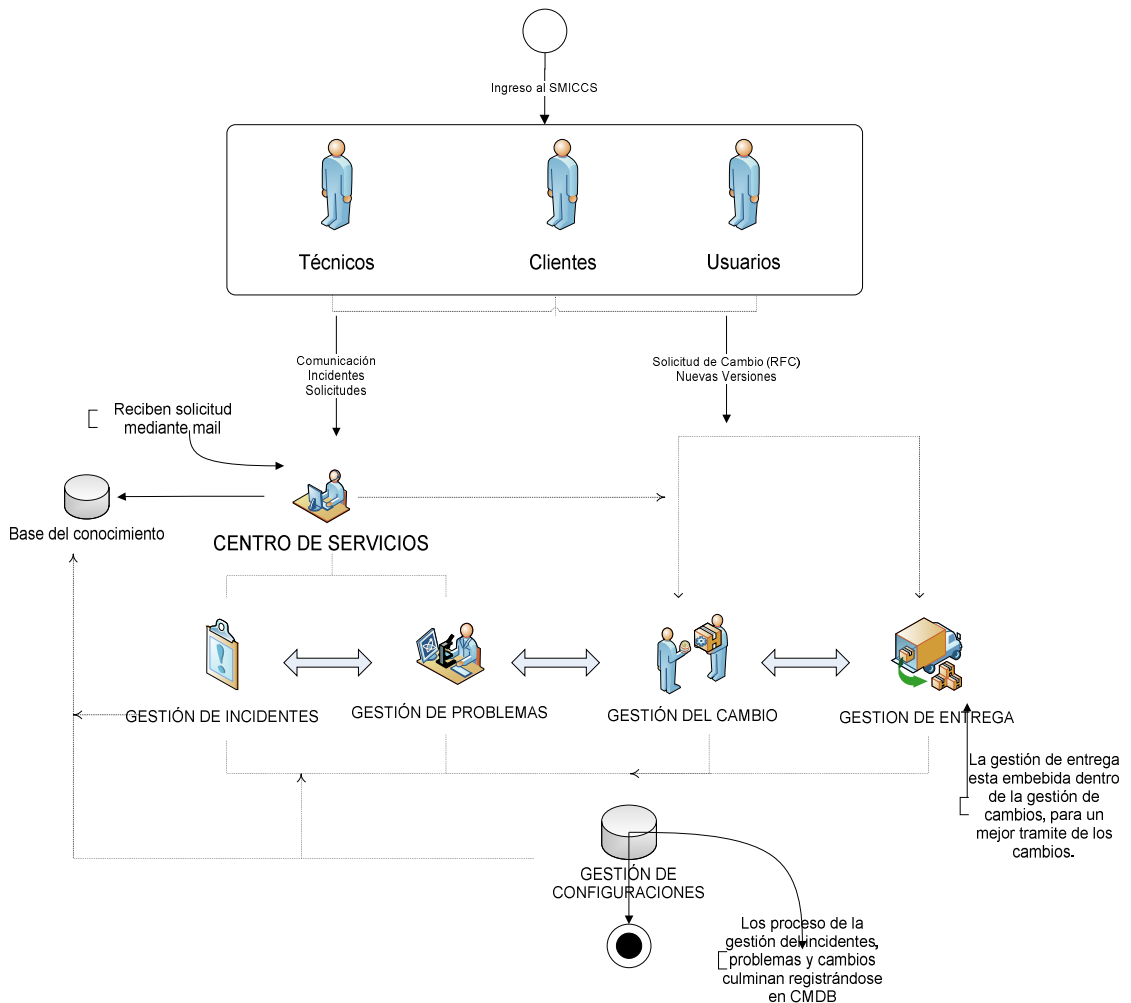 Ingreso al SMICCS
Técnicos
Clientes
Usuarios
Comunicación
Incidentes
Solicitudes
Solicitud de Cambio (RFC)
Nuevas Versiones
Reciben solicitud
mediante mail
Base del conocimiento
CENTRO DE SERVICIOS
GESTIÓN DE INCIDENTES
GESTIÓN DE PROBLEMAS
GESTIÓN DEL CAMBIO
GESTION DE ENTREGA
La gestión de entrega
esta embebida dentro
de la gestión de
cambios, para un
mejor tramite de los
cambios.
GESTIÓN DE
CONFIGURACIONES
Los proceso de la
gestión de incidentes,
problemas y cambios
culminan registrándose
en CMDB